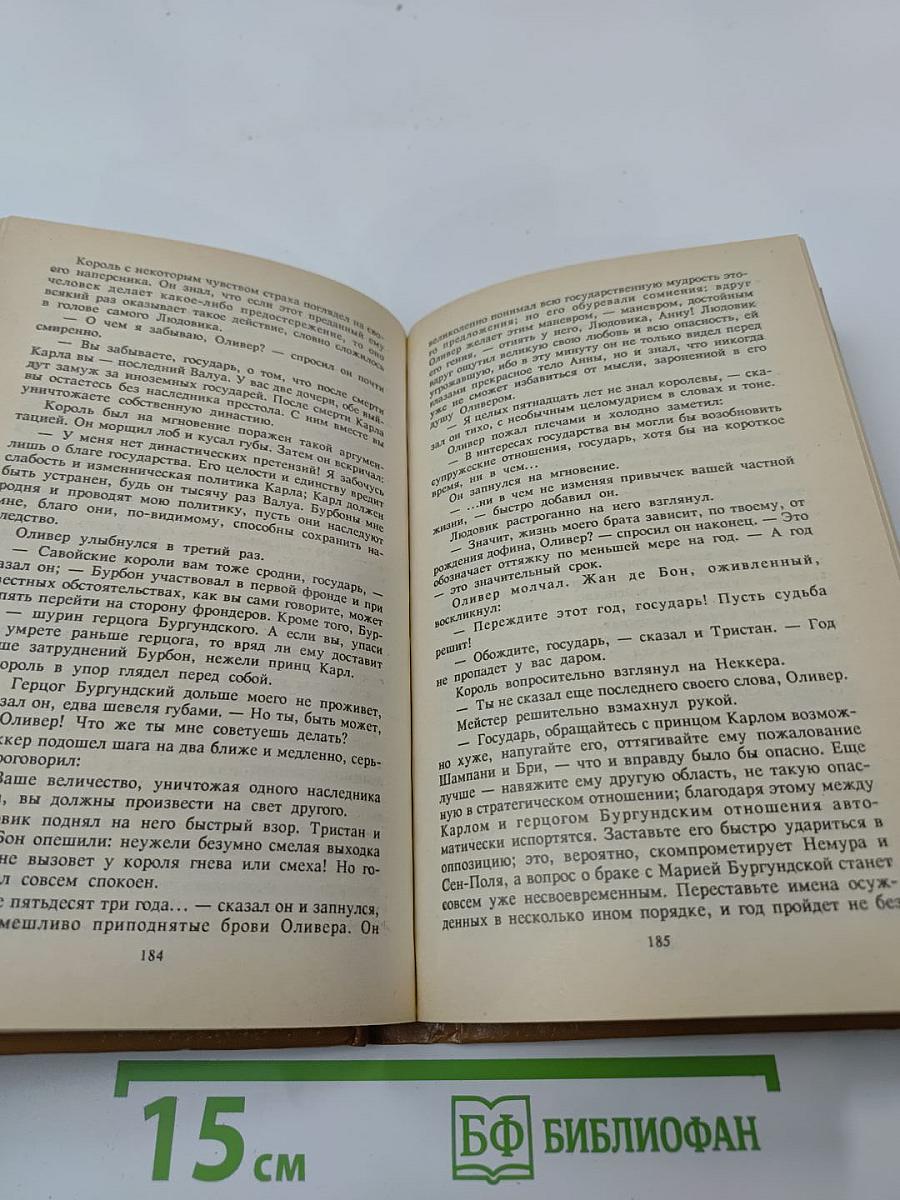 Король с некоторым чувством страха поглядел на сво-
его наперсника. Он знал, что если этот преданный ему
человек делает какое-либо предостережение, то оно
всякий раз оказывает такое действие, словно сложилось
в голове самого Людовика.
— О чем я забываю, Оливер? — спросил он почти
смиренно.
— Вы забываете, государь, о том, что после смерти
Карла вы — последний Валуа. У вас две дочери, обе вый-
дут замуж за иноземных государей. После смерти Карла
вы остаетесь без наследника престола. С ним вместе вы
уничтожаете собственную династию.
Король был на мгновение поражен такой аргумен-
тацией. Он морщил лоб и кусал губы. Затем он вскричал:
— У меня нет династических претензий! Я забочусь
лишь о благе государства. Его целости и единству вредит
слабость и изменническая политика Карла; Карл должен
быть устранен, будь он тысячу раз Валуа. Бурбоны мне
родня и проводят мою политику, пусть они наследуют
мне, благо они, по-видимому, способны сохранить на-
ледство.
Оливер улыбнулся в третий раз.
— Савойские короли вам тоже сродни, государь, —
азал он; — Бурбон участвовал в первой фронде и при
вестных обстоятельствах, как вы сами говорите, может
пять перейти на сторону фрондеров. Кроме того, Бур-
— шурин герцога Бургундского. А если вы, упаси
умрете раньше герцога, то вряд ли ему доставит
ше затруднений Бурбон, нежели принц Карл.
ороль в упор глядел перед собой.
Герцог Бургундский дольше моего не проживет,
азал он, едва шевеля губами. — Но ты, быть может,
Оливер! Что же ты мне советуешь делать?
ккер подошел шага на два ближе и медленно, серь-
роговорил:
Ваше величество, уничтожая одного наследника
, вы должны произвести на свет другого.
овик поднял на него быстрый взор. Тристан и
Бон опешили: неужели безумно смелая выходка
не вызовет у короля гнева или смеха! Но го-
л совсем спокоен.
е пятьдесят три года... — сказал он и запнулся,
мешливо приподнятые брови Оливера. Он
184
великолепно понимал всю государственную мудрость это-
го предложения; но его обуревали сомнения: вдруг
Оливер желает этим маневром, — маневром, достойным
его гения, — отнять у него, Людовика, Анну! Людовик
вдруг ощутил великую свою любовь и всю опасность, ей
угрожавшую, ибо в эту минуту он не только видел перед
глазами прекрасное тело Анны, но и знал, что никогда
уже не сможет избавиться от мысли, зароненной в его
душу Оливером.
— Я целых пятнадцать лет не знал королевы, — ска-
зал он тихо, с необычным целомудрием в словах и тоне.
Оливер пожал плечами и холодно заметил:
— В интересах государства вы могли бы возобновить
супружеские отношения, государь, хотя бы на короткое
время, ни в чем...
Он запнулся на мгновение.
— ...ни в чем не изменяя привычек вашей частной
жизни, — быстро добавил он.
Людовик растроганно на него взглянул.
— Значит, жизнь моего брата зависит, по твоему, от
рождения дофина, Оливер? — спросил он наконец. — Это
обозначает оттяжку по меньшей мере на год. — А год
— это значительный срок.
Оливер молчал. Жан де Бон, оживленный,
воскликнул:
— Переждите этот год, государь! Пусть судьба
решит!
— Обождите, государь, — сказал и Тристан. — Год
не пропадет у вас даром.
Король вопросительно взглянул на Неккера.
— Ты не сказал еще последнего своего слова, Оливер.
Мейстер решительно взмахнул рукой.
— Государь, обращайтесь с принцом Карлом возмож-
но хуже, напугайте его, оттягивайте ему пожалование
Шампани и Бри, — что и вправду было бы опасно. Еще
лучше — навяжите ему другую область, не такую опас-
ную в стратегическом отношении; благодаря этому между
Карлом и герцогом Бургундским отношения авто-
матически испортятся. Заставьте его быстро удариться в
оппозицию; это, вероятно, скомпрометирует Немура и
Сен-Поля, а вопрос о браке с Марией Бургундской станет
совсем уже несвоевременным. Переставьте имена осуж-
денных в несколько ином порядке, и год пройдет не без
185
15 см
БФ БИБЛИОФАН